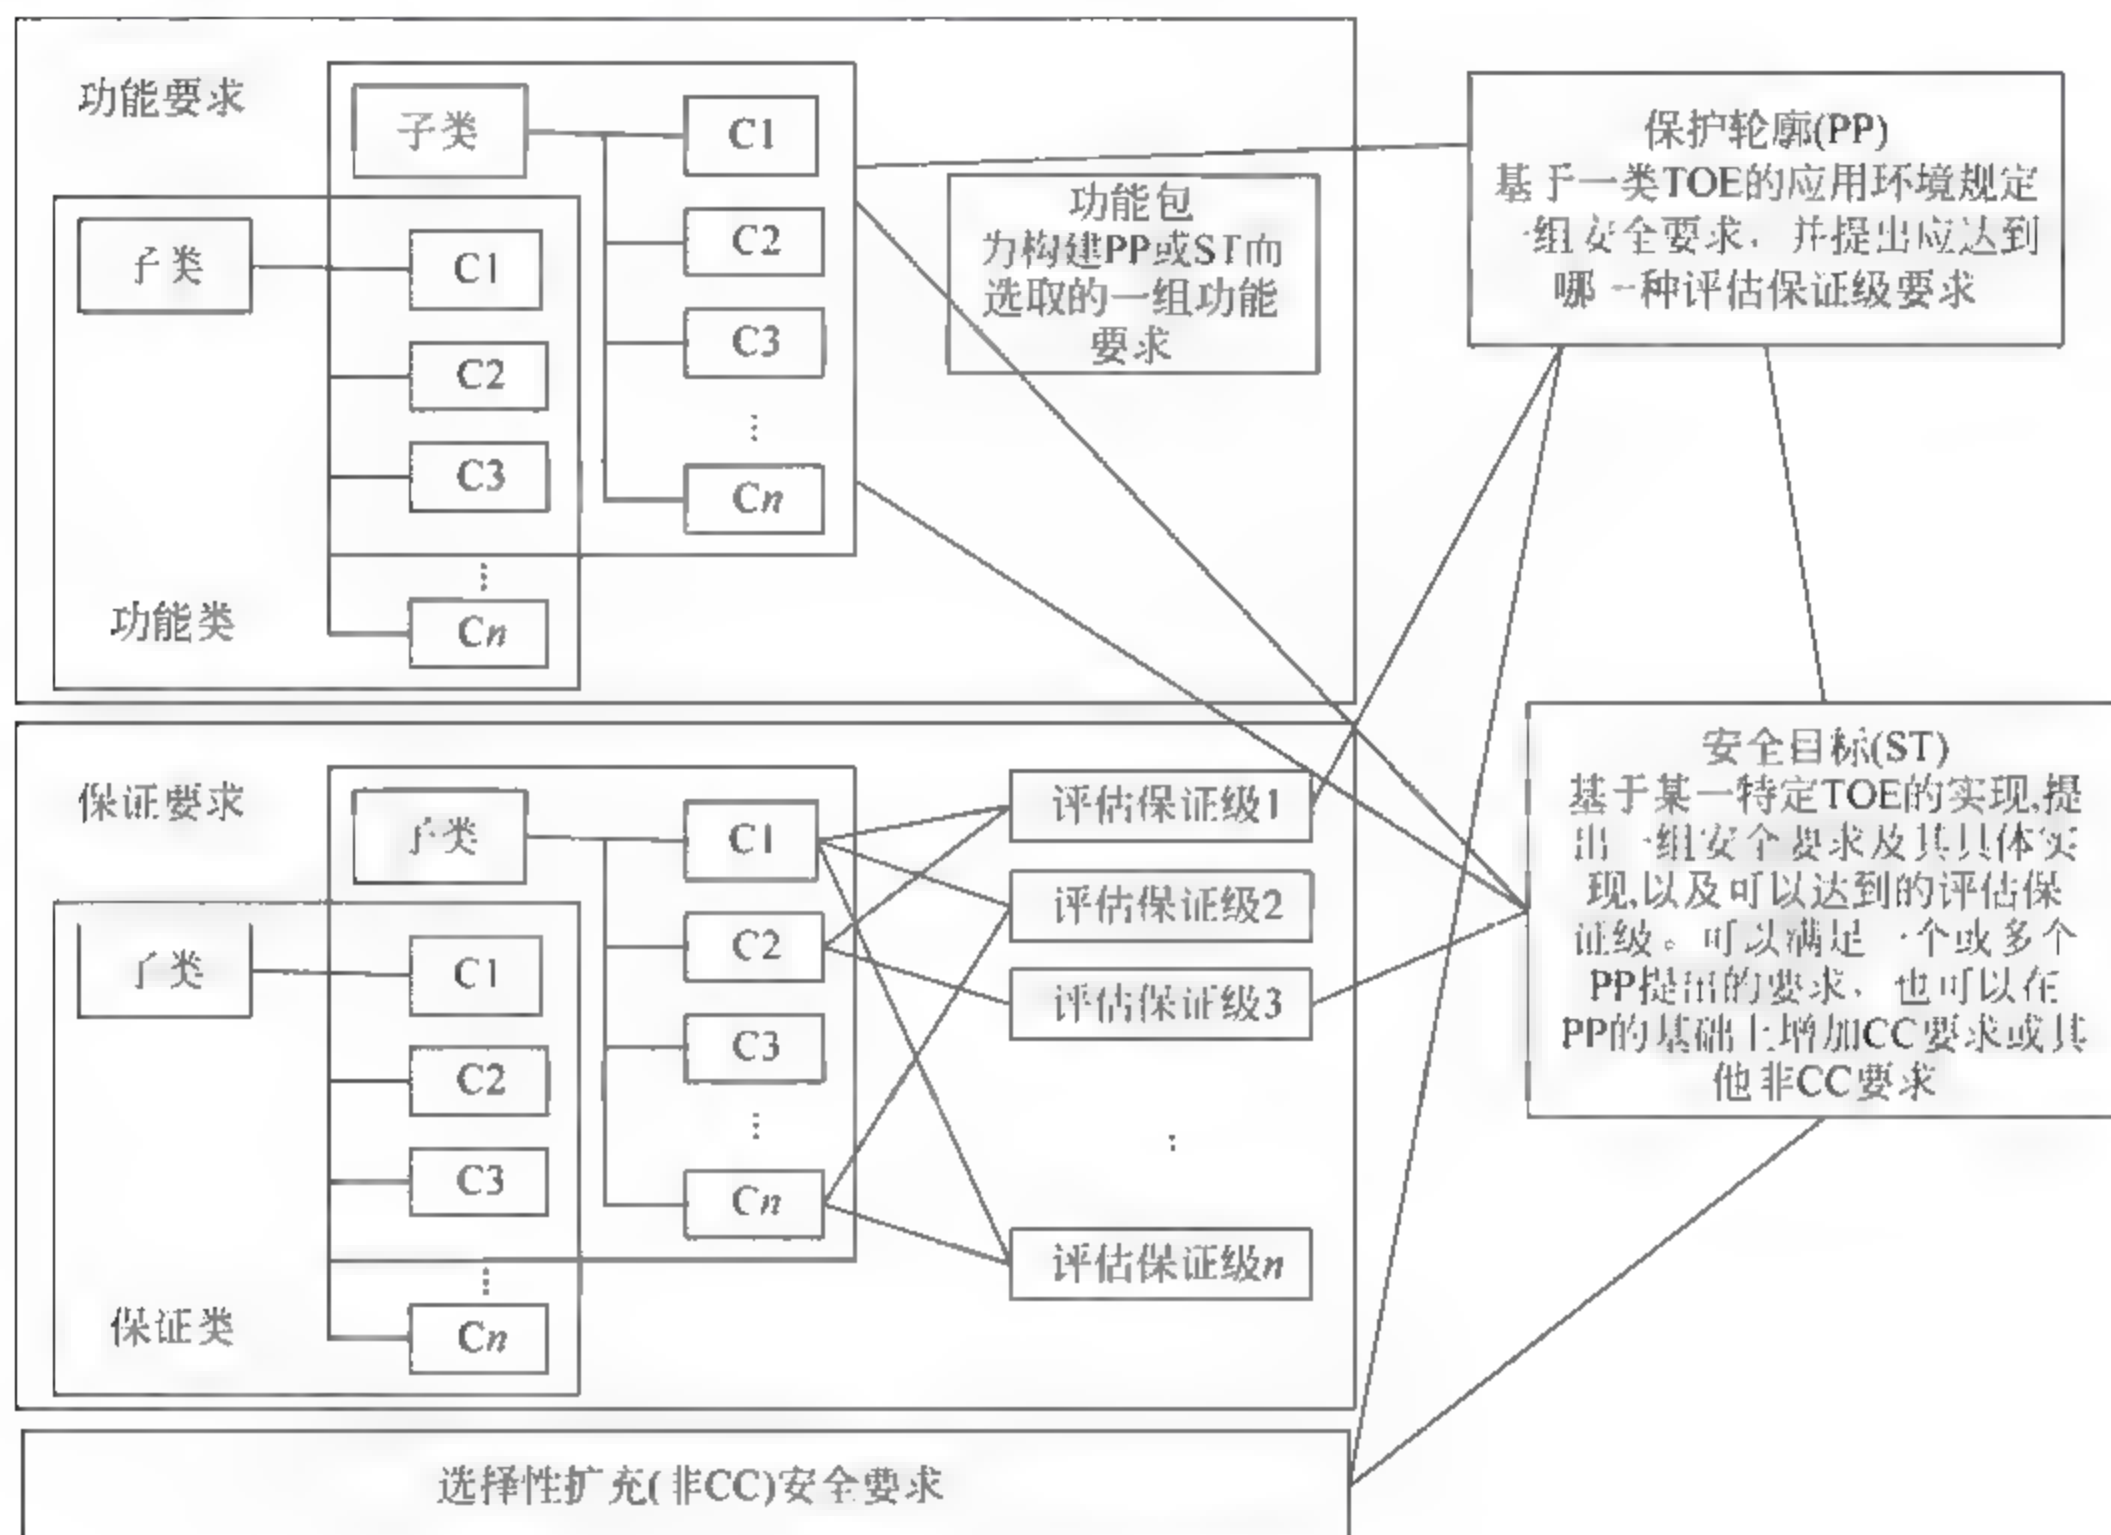 功能要求
子类
C1
C2
C3
⋮
Cn
子类
C1
C2
C3
⋮
Cn
功能类
功能包
为构建PP或ST而
选取的一组功能
要求
保护轮廓(PP)
基于一类TOE的应用环境规定
一组安全要求，并提出应达到
哪一种评估保证级要求
保证要求
子类
C1
C2
C3
⋮
Cn
子类
C1
C2
C3
⋮
Cn
保证类
评估保证级1
评估保证级2
评估保证级3
⋮
评估保证级n
安全目标(ST)
基于某一特定TOE的实现,提
出一组安全要求及其具体实
现,以及可以达到的评估保
证级。可以满足一个或多个
PP提出的要求，也可以在
PP的基础上增加CC要求或其
他非CC要求
选择性扩充(非CC)安全要求